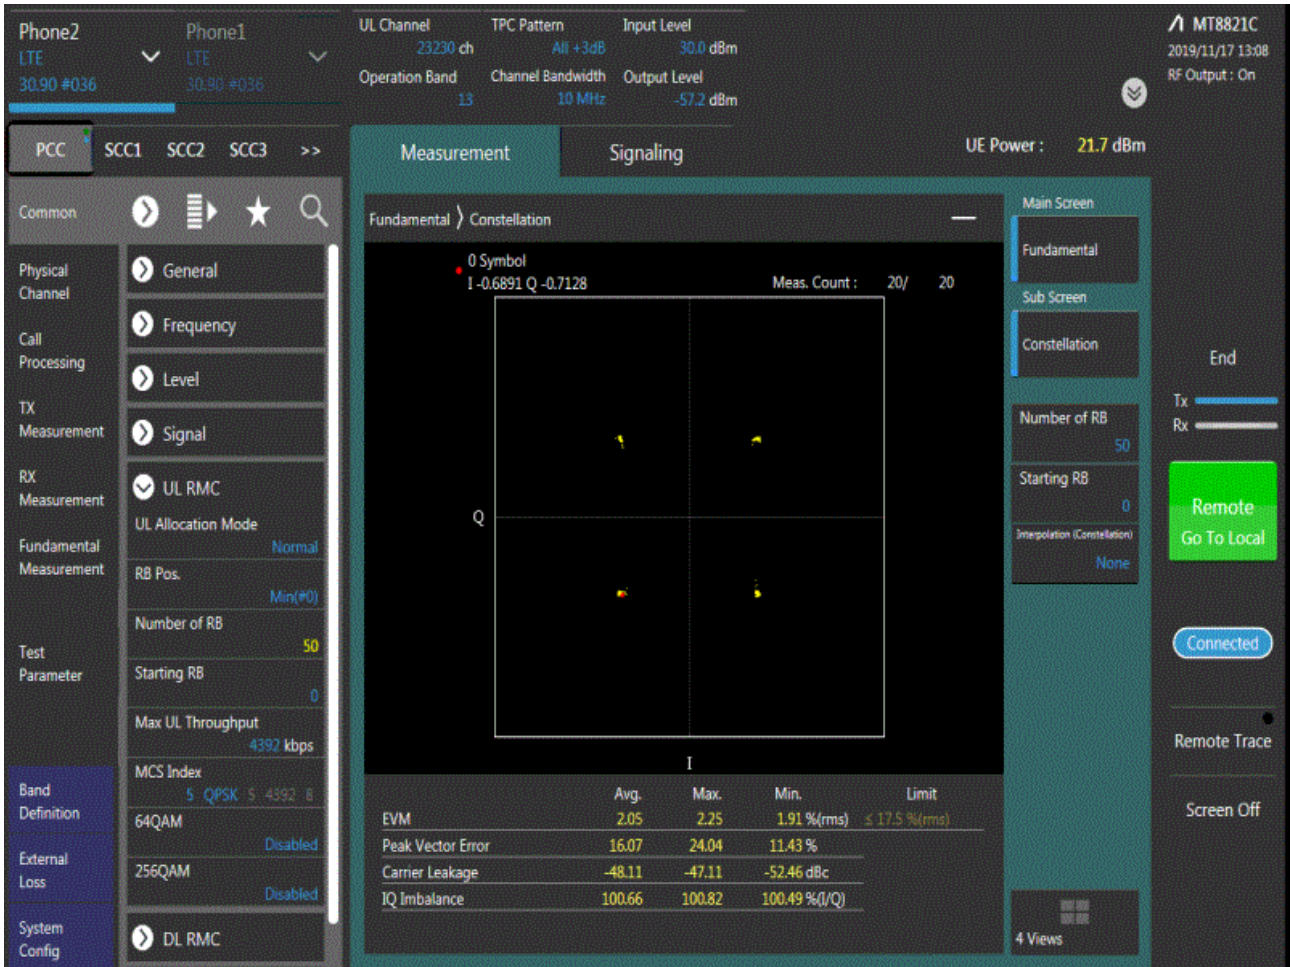 Phone2
LTE
30.90 #036
Phone1
LTE
30.90 #036
UL Channel
23230 ch
TPC Pattern
All +3dB
Input Level
30.0 dBm
Operation Band
13
Channel Bandwidth
10 MHz
Output Level
-57.2 dBm
MT8821C
2019/11/17 13:08
RF Output : On
PCC SCC1 SCC2 SCC3 >>
Measurement
Signaling
UE Power : 21.7 dBm
Common
Physical
Channel
Call
Processing
TX
Measurement
RX
Measurement
Fundamental
Measurement
Test
Parameter
Band
Definition
External
Loss
System
Config
General
Frequency
Level
Signal
UL RMC
UL Allocation Mode
Normal
RB Pos.
Min(#0)
Number of RB
50
Starting RB
0
Max UL Throughput
4392 kbps
MCS Index
5 QPSK 5 4392 8
64QAM
Disabled
256QAM
Disabled
DL RMC
Fundamental 〉 Constellation
0 Symbol
I -0.6891 Q -0.7128
Meas. Count : 20/ 20
Q
I
Avg. Max. Min. Limit
EVM 2.05 2.25 1.91 %(rms) ≤ 17.5 %(rms)
Peak Vector Error 16.07 24.04 11.43 %
Carrier Leakage -48.11 -47.11 -52.46 dBc
IQ Imbalance 100.66 100.82 100.49 %(I/Q)
Main Screen
Fundamental
Sub Screen
Constellation
Number of RB
50
Starting RB
0
Interpolation (Constellation)
None
4 Views
End
Tx
Rx
Remote
Go To Local
Connected
Remote Trace
Screen Off